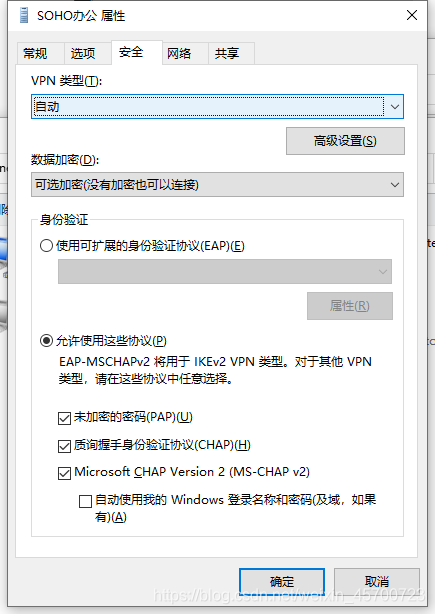 SOHO办公 属性
常规 选项 安全 网络 共享
VPN 类型(T):
自动
高级设置(S)
数据加密(D):
可选加密(没有加密也可以连接)
身份验证
使用可扩展的身份验证协议(EAP)(E)
属性(R)
允许使用这些协议(P)
EAP-MSCHAPv2 将用于 IKEv2 VPN 类型。对于其他 VPN
类型，请在这些协议中任意选择。
未加密的密码(PAP)(U)
质询握手身份验证协议(CHAP)(H)
Microsoft CHAP Version 2 (MS-CHAP v2)
自动使用我的 Windows 登录名称和密码(及域，如果
有)(A)
确定 取消
https://blog.csdn.net/weixin_45700723